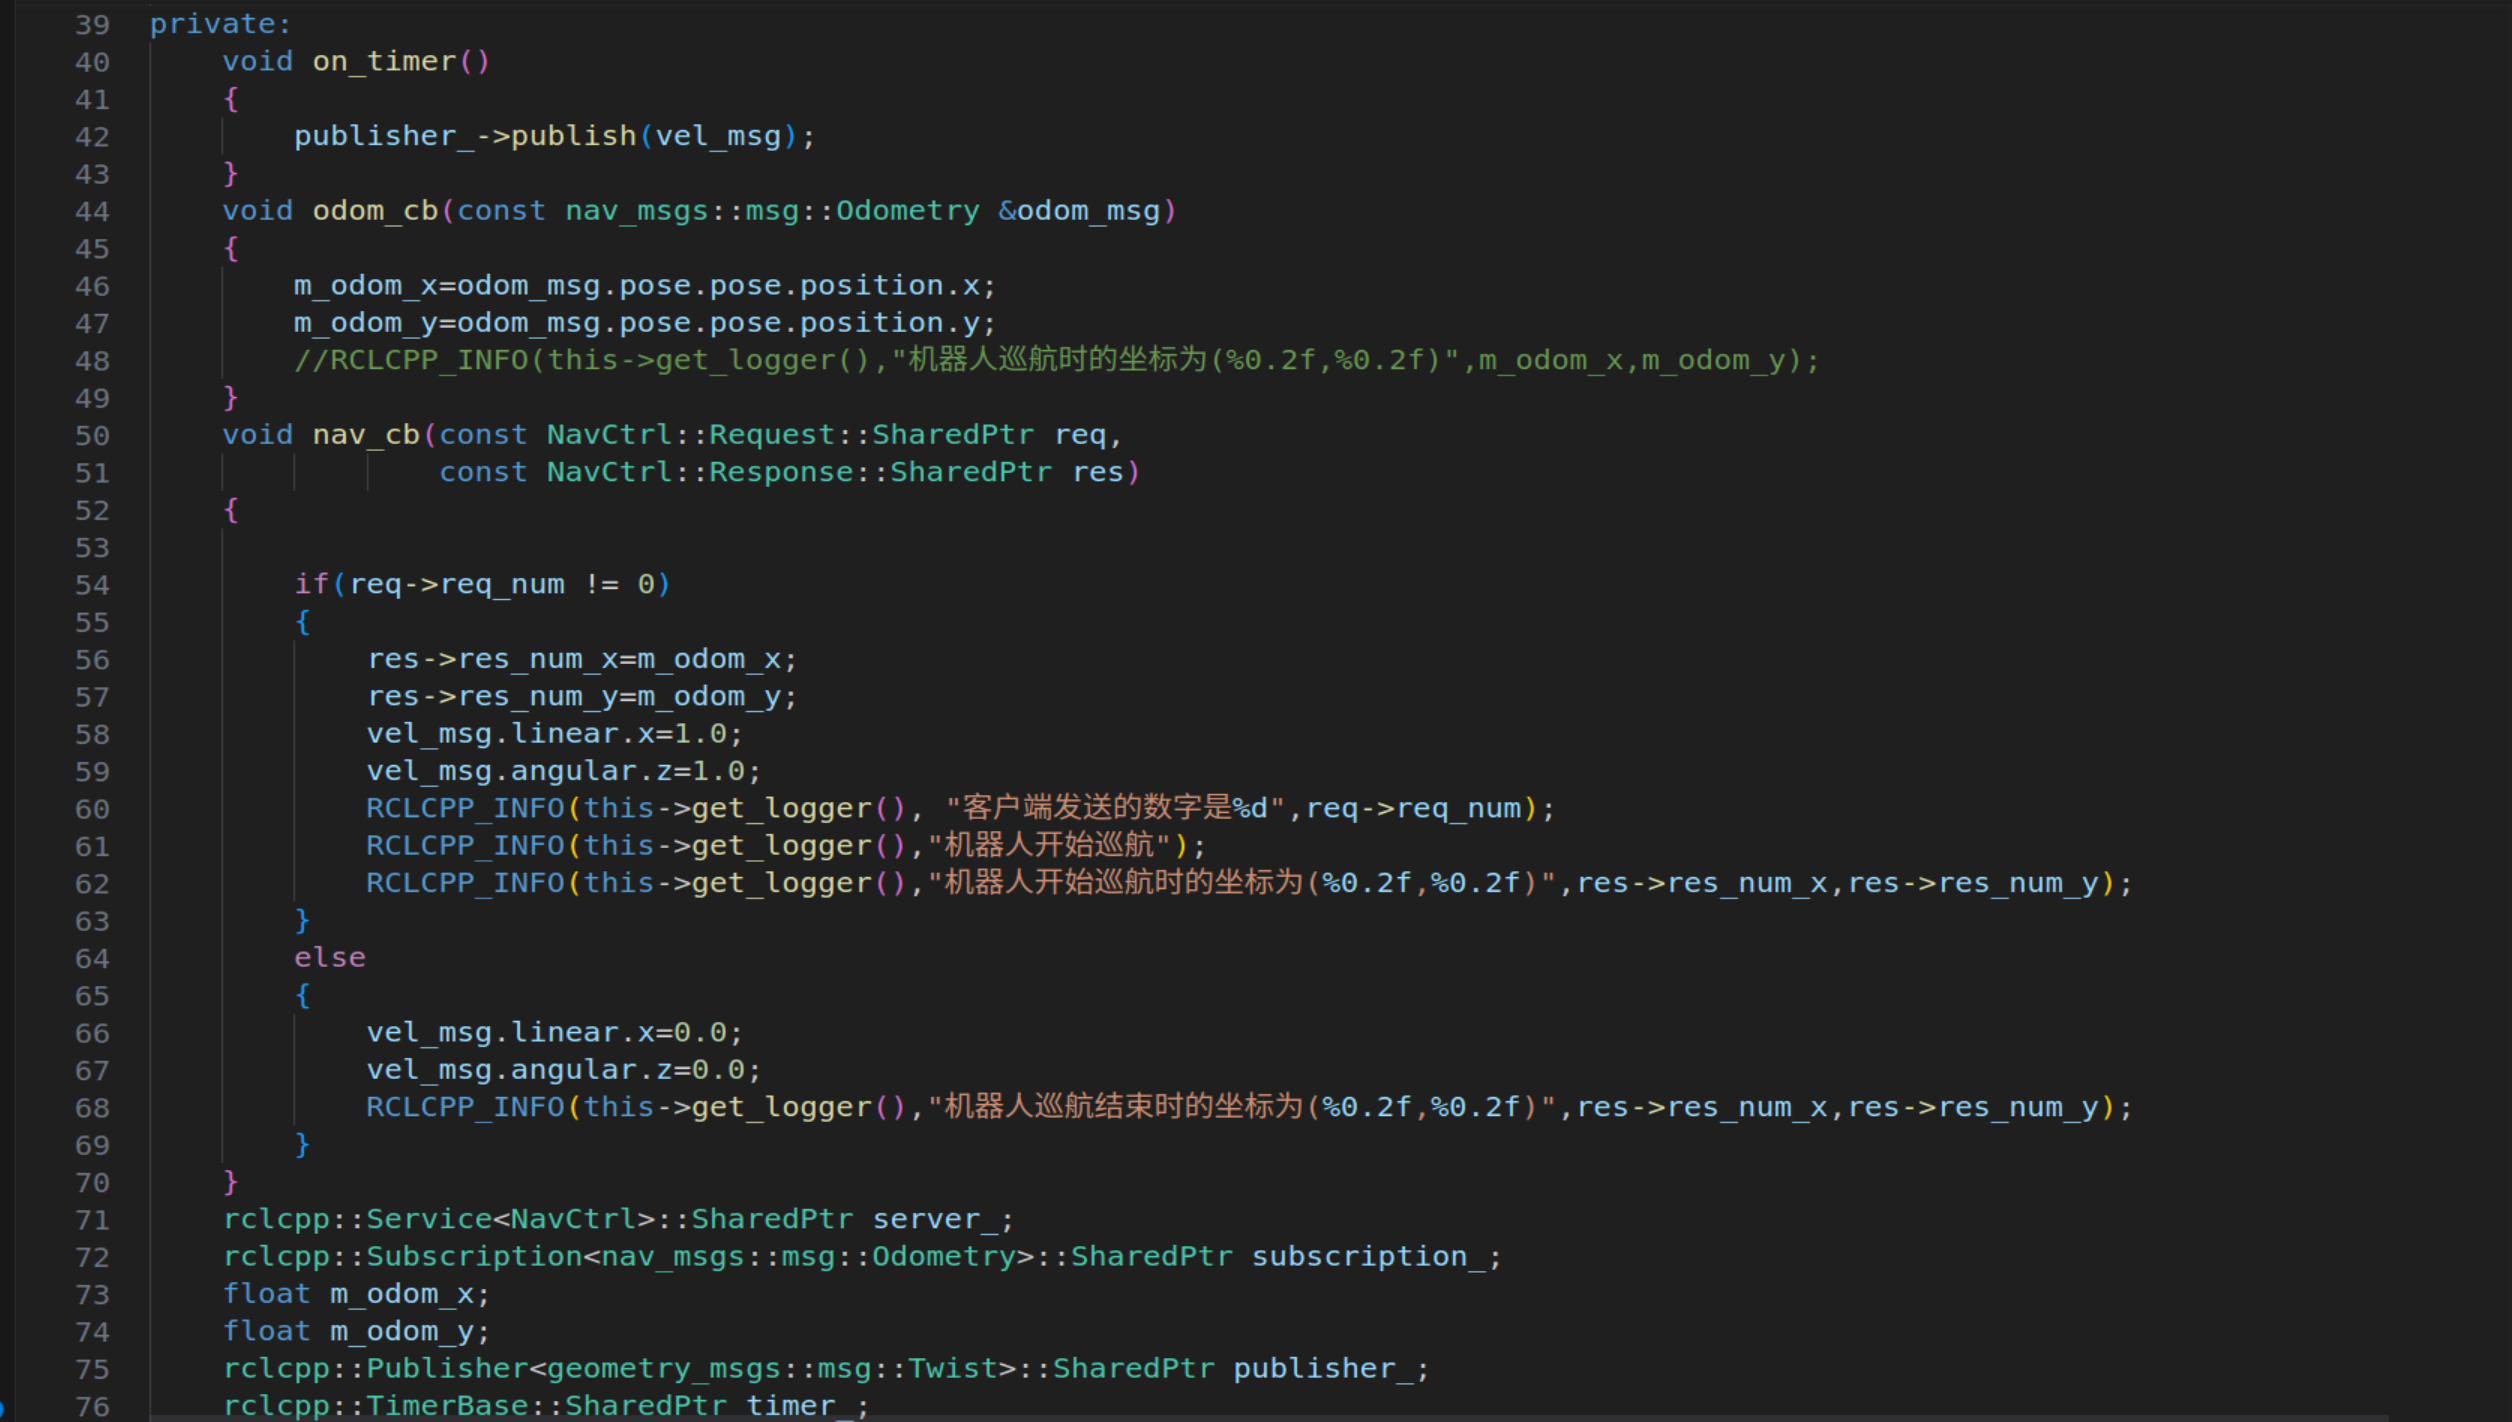 39 private:
40     void on_timer()
41     {
42         publisher_->publish(vel_msg);
43     }
44     void odom_cb(const nav_msgs::msg::Odometry &odom_msg)
45     {
46         m_odom_x=odom_msg.pose.pose.position.x;
47         m_odom_y=odom_msg.pose.pose.position.y;
48         //RCLCPP_INFO(this->get_logger(),"机器人巡航时的坐标为(%0.2f,%0.2f)",m_odom_x,m_odom_y);
49     }
50     void nav_cb(const NavCtrl::Request::SharedPtr req,
51                 const NavCtrl::Response::SharedPtr res)
52     {
53
54         if(req->req_num != 0)
55         {
56             res->res_num_x=m_odom_x;
57             res->res_num_y=m_odom_y;
58             vel_msg.linear.x=1.0;
59             vel_msg.angular.z=1.0;
60             RCLCPP_INFO(this->get_logger(), "客户端发送的数字是%d",req->req_num);
61             RCLCPP_INFO(this->get_logger(),"机器人开始巡航");
62             RCLCPP_INFO(this->get_logger(),"机器人开始巡航时的坐标为(%0.2f,%0.2f)",res->res_num_x,res->res_num_y);
63         }
64         else
65         {
66             vel_msg.linear.x=0.0;
67             vel_msg.angular.z=0.0;
68             RCLCPP_INFO(this->get_logger(),"机器人巡航结束时的坐标为(%0.2f,%0.2f)",res->res_num_x,res->res_num_y);
69         }
70     }
71     rclcpp::Service<NavCtrl>::SharedPtr server_;
72     rclcpp::Subscription<nav_msgs::msg::Odometry>::SharedPtr subscription_;
73     float m_odom_x;
74     float m_odom_y;
75     rclcpp::Publisher<geometry_msgs::msg::Twist>::SharedPtr publisher_;
76     rclcpp::TimerBase::SharedPtr timer_;